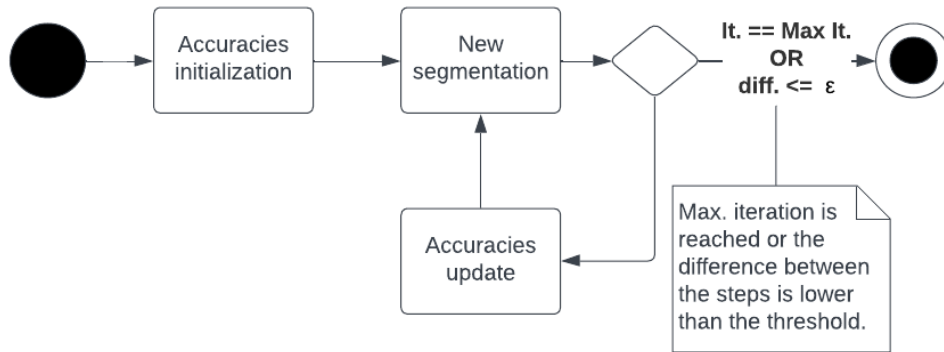 Accuracies
initialization
New
segmentation
It. == Max It.
OR
diff. <= ε
Accuracies
update
Max. iteration is
reached or the
difference between
the steps is lower
than the threshold.